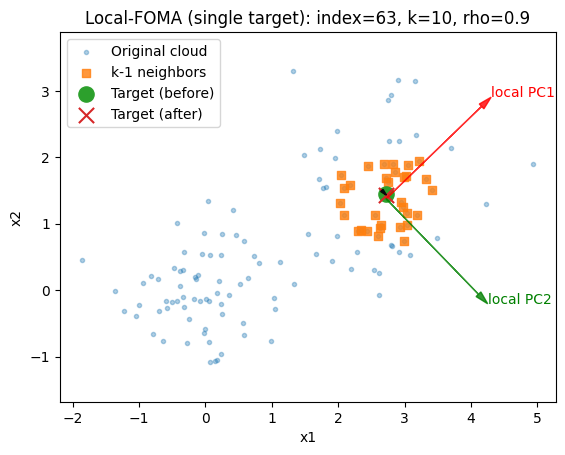 Local-FOMA (single target): index=63, k=10, rho=0.9
Original cloud
k-1 neighbors
Target (before)
Target (after)
local PC1
local PC2
3
2
1
0
−1
x2
−2 −1 0 1 2 3 4 5
x1